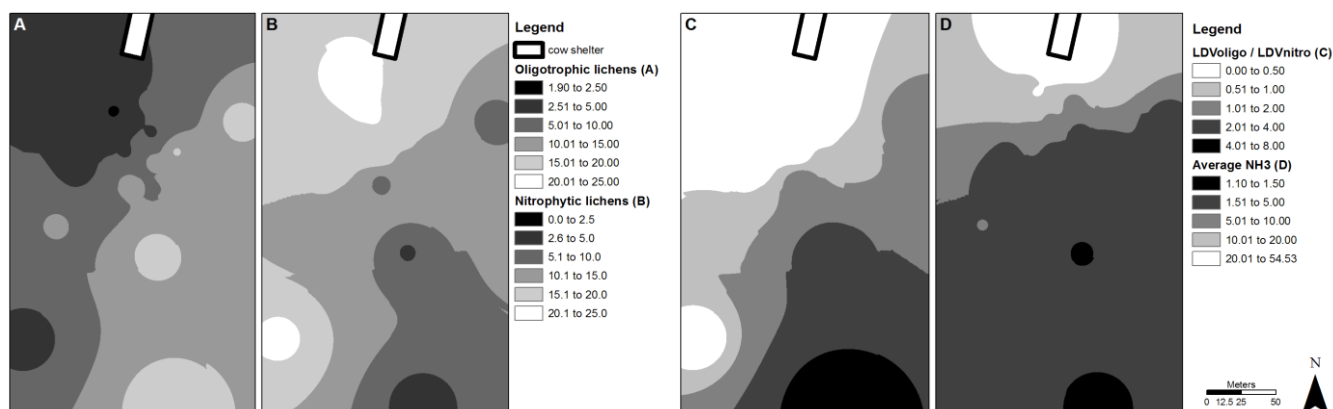 A
B
Legend
cow shelter
Oligotrophic lichens (A)
1.90 to 2.50
2.51 to 5.00
5.01 to 10.00
10.01 to 15.00
15.01 to 20.00
20.01 to 25.00
Nitrophytic lichens (B)
0.0 to 2.5
2.6 to 5.0
5.1 to 10.0
10.1 to 15.0
15.1 to 20.0
20.1 to 25.0
C
D
Legend
LDVoligo / LDVnitro (C)
0.00 to 0.50
0.51 to 1.00
1.01 to 2.00
2.01 to 4.00
4.01 to 8.00
Average NH3 (D)
1.10 to 1.50
1.51 to 5.00
5.01 to 10.00
10.01 to 20.00
20.01 to 54.53
N
Meters
0 12.5 25 50